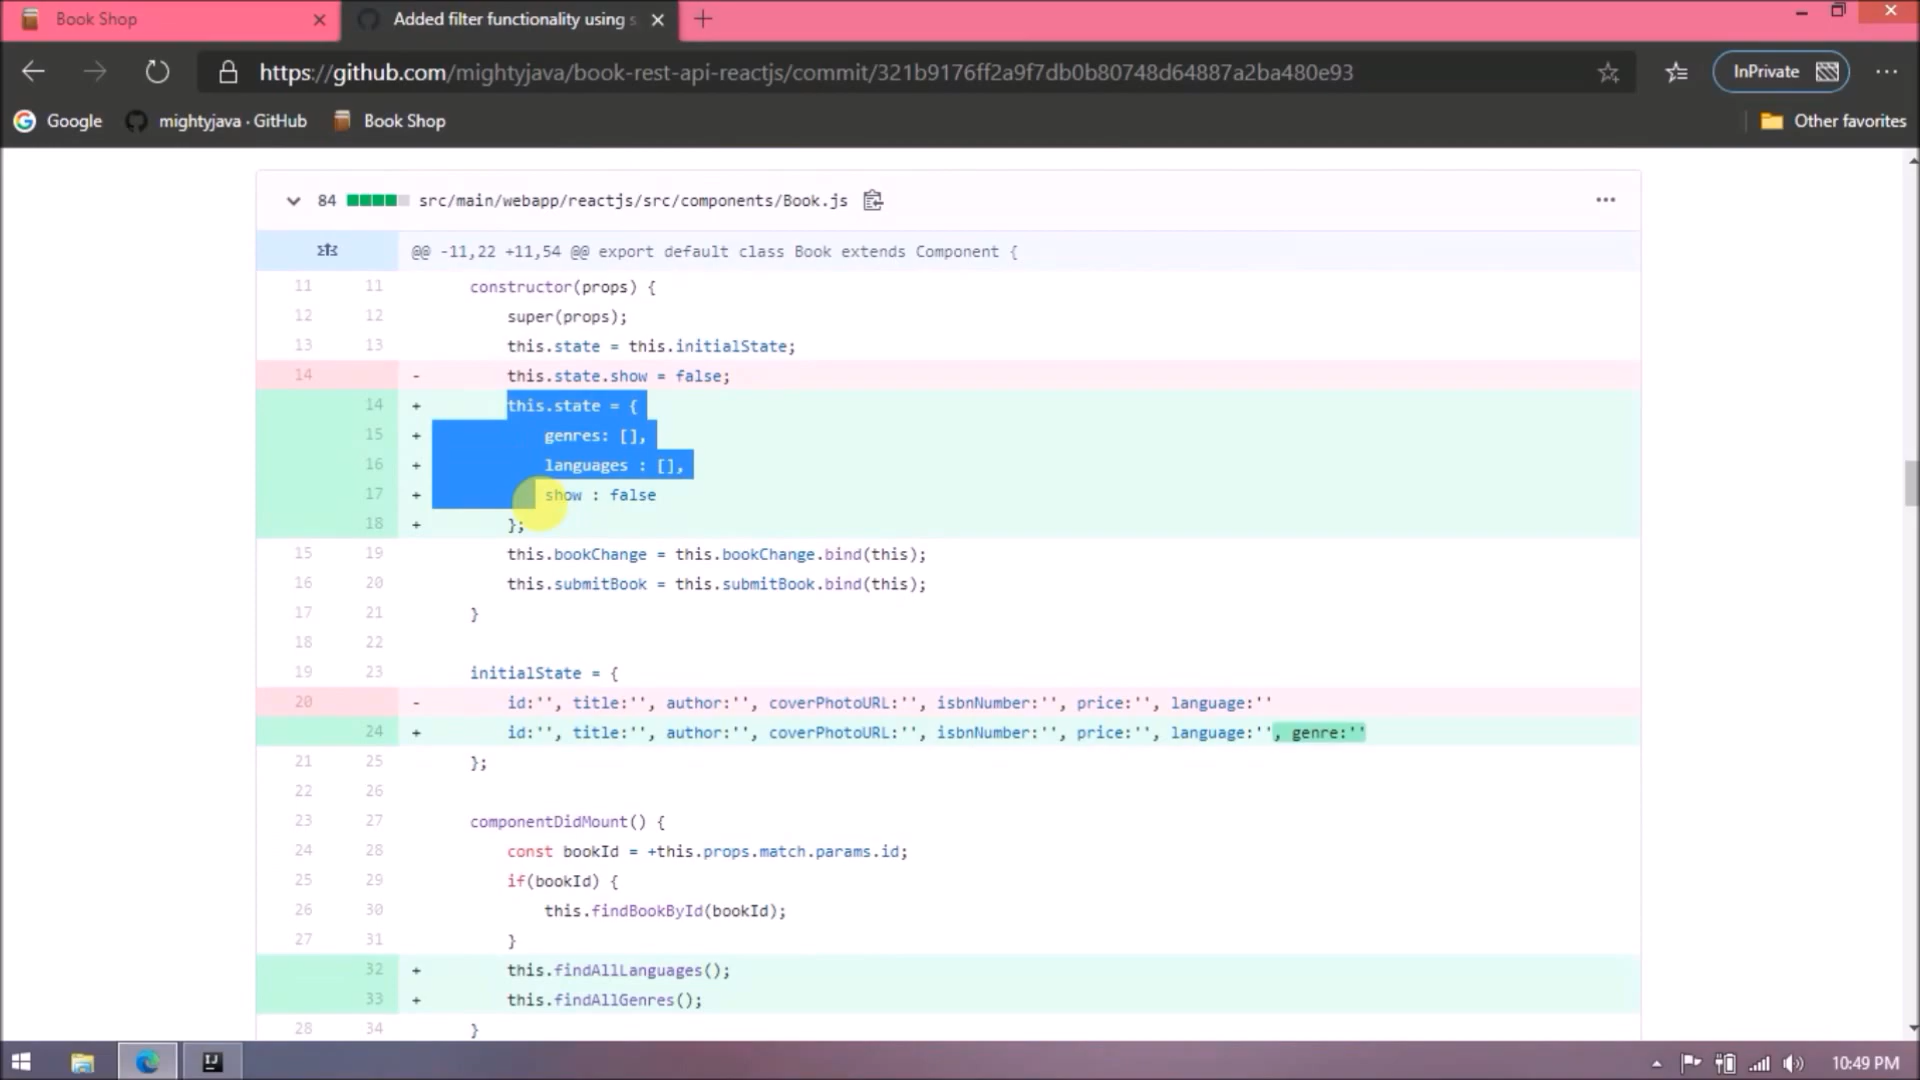 Book Shop
Added filter functionality using s
https://github.com/mightyjava/book-rest-api-reactjs/commit/321b9176ff2a9f7db0b80748d64887a2ba480e93
InPrivate
Google
mightyjava · GitHub
Book Shop
Other favorites
84 src/main/webapp/reactjs/src/components/Book.js
@@ -11,22 +11,54 @@ export default class Book extends Component {
11 11 constructor(props) {
12 12 super(props);
13 13 this.state = this.initialState;
14 - this.state.show = false;
14 + this.state = {
15 + genres: [],
16 + languages : [],
17 + show : false
18 + };
15 19 this.bookChange = this.bookChange.bind(this);
16 20 this.submitBook = this.submitBook.bind(this);
17 21 }
18 22
19 23 initialState = {
20 - id:'', title:'', author:'', coverPhotoURL:'', isbnNumber:'', price:'', language:''
24 + id:'', title:'', author:'', coverPhotoURL:'', isbnNumber:'', price:'', language:'', genre:''
21 25 };
22 26
23 27 componentDidMount() {
24 28 const bookId = +this.props.match.params.id;
25 29 if(bookId) {
26 30 this.findBookById(bookId);
27 31 }
32 + this.findAllLanguages();
33 + this.findAllGenres();
28 34 }
10:49 PM